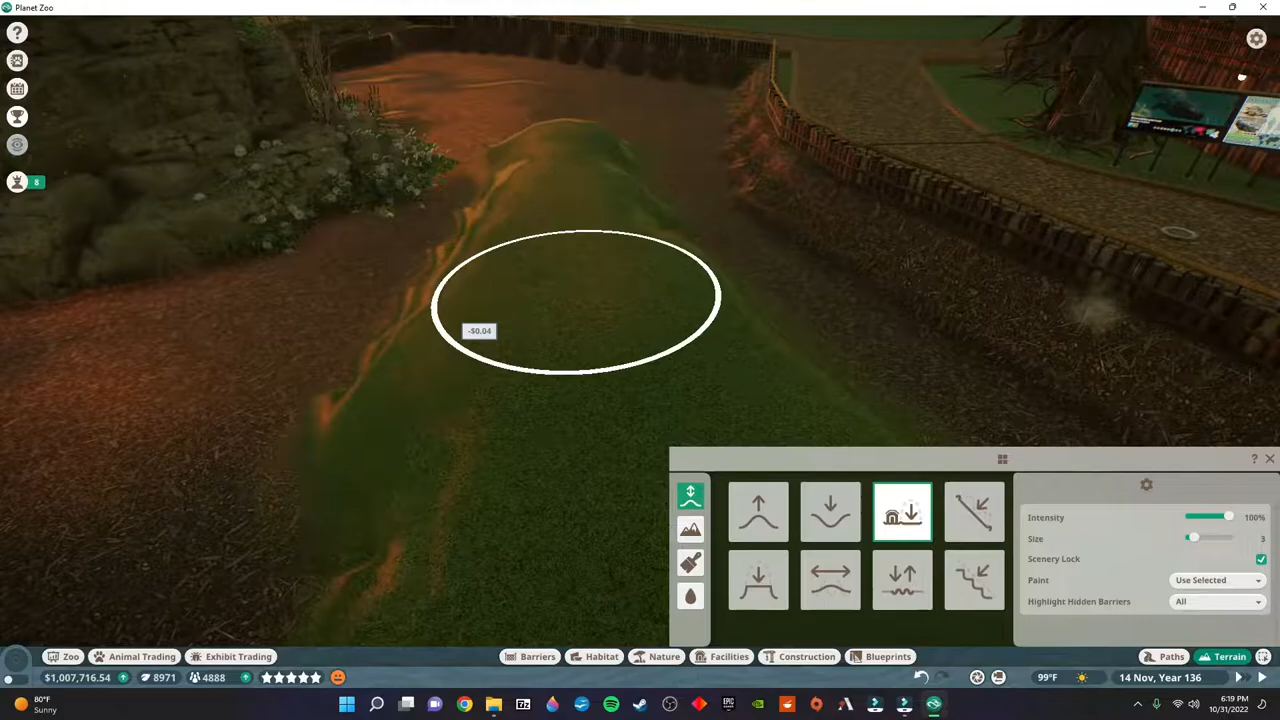 Planet Zoo
8
-$0.04
Intensity 100%
Size 3
Scenery Lock
Paint Use Selected
Highlight Hidden Barriers All
Zoo Animal Trading Exhibit Trading Barriers Habitat Nature Facilities Construction Blueprints Paths Terrain
$1,007,716.54 8971 4888 99°F 14 Nov, Year 136
80°F
Sunny
6:19 PM
10/31/2022